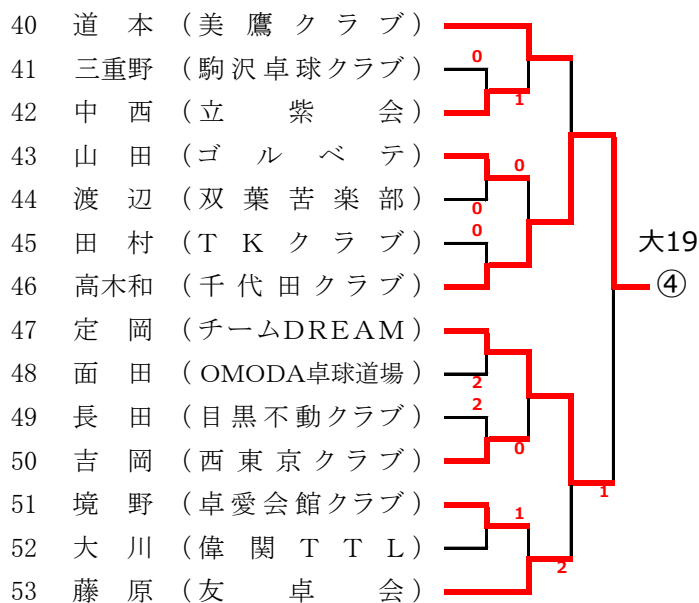 40 道本 (美鷹クラブ)
41 三重野 (駒沢卓球クラブ)
0
42 中西 (立紫会)
1
43 山田 (ゴルベテ)
0
44 渡辺 (双葉苦楽部)
0
45 田村 (TKクラブ)
0
大19
46 高木和 (千代田クラブ)
④
47 定岡 (チームDREAM)
48 面田 (OMODA卓球道場)
2
49 長田 (目黒不動クラブ)
2
50 吉岡 (西東京クラブ)
0
1
51 境野 (卓愛会館クラブ)
1
52 大川 (偉関TTL)
2
53 藤原 (友卓会)